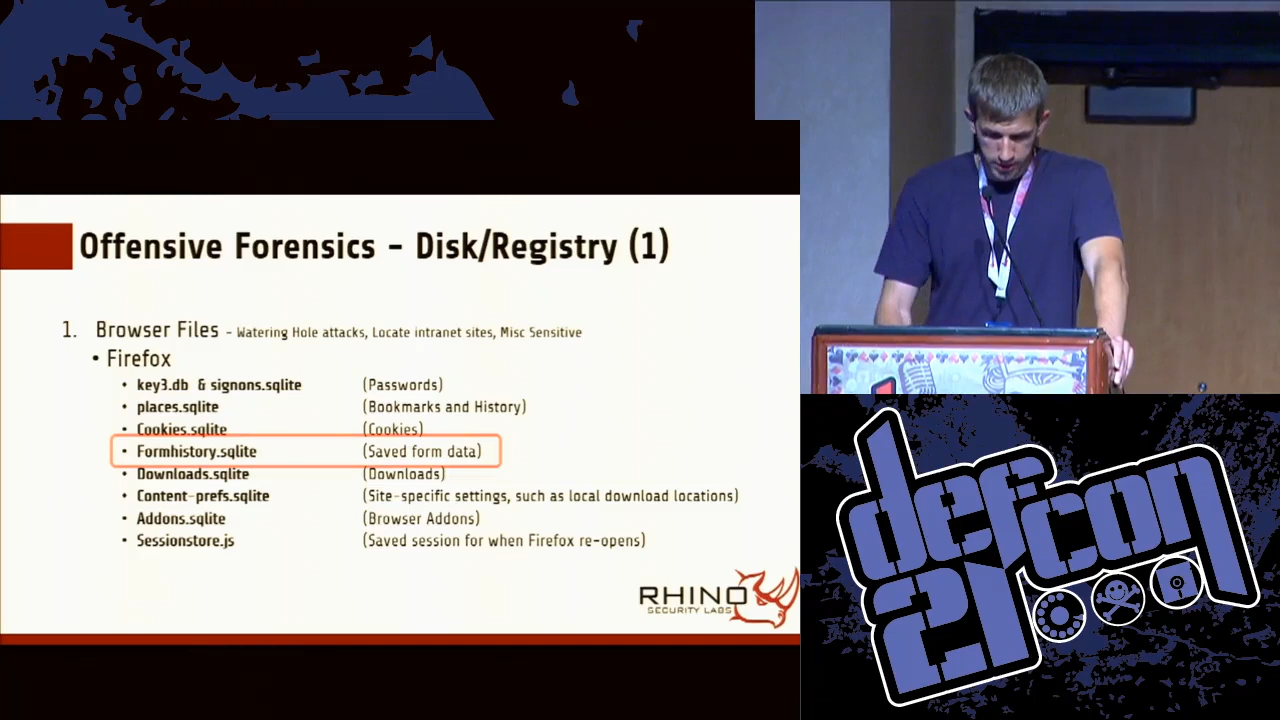 Offensive Forensics - Disk/Registry (1)
1. Browser Files - Watering Hole attacks, Locate intranet sites, Misc Sensitive
• Firefox
• key3.db & signons.sqlite (Passwords)
• places.sqlite (Bookmarks and History)
• Cookies.sqlite (Cookies)
• Formhistory.sqlite (Saved form data)
• Downloads.sqlite (Downloads)
• Content-prefs.sqlite (Site-specific settings, such as local download locations)
• Addons.sqlite (Browser Addons)
• Sessionstore.js (Saved session for when Firefox re-opens)
RHINO
SECURITY LABS
defcon
21